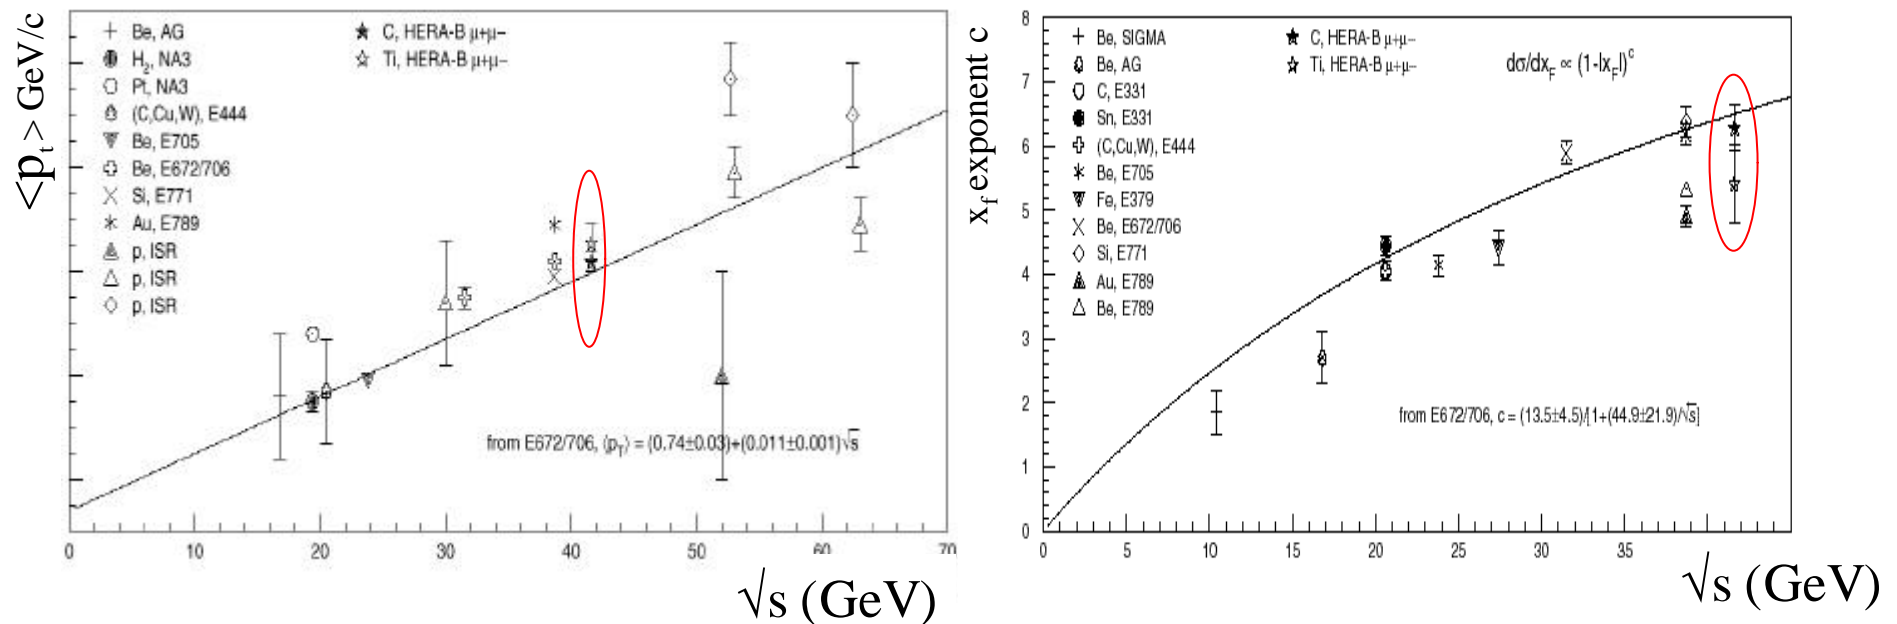 <pt> GeV/c
Be, AG
H2, NA3
Pt, NA3
(C,Cu,W), E444
Be, E705
Be, E672/706
Si, E771
Au, E789
p, ISR
p, ISR
p, ISR
C, HERA-B μ+μ−
Ti, HERA-B μ+μ−
from E672/706, ⟨pT⟩ = (0.74±0.03)+(0.011±0.001)√s
0 10 20 30 40 50 60 70
√s (GeV)
xf exponent c
8
7
6
5
4
3
2
1
0
Be, SIGMA
Be, AG
C, E331
Sn, E331
(C,Cu,W), E444
Be, E705
Fe, E379
Be, E672/706
Si, E771
Au, E789
Be, E789
C, HERA-B μ+μ−
Ti, HERA-B μ+μ−
dσ/dxF ∝ (1-|xF|)^c
from E672/706, c = (13.5±4.5)/[1+(44.9±21.9)/√s]
0 5 10 15 20 25 30 35
√s (GeV)